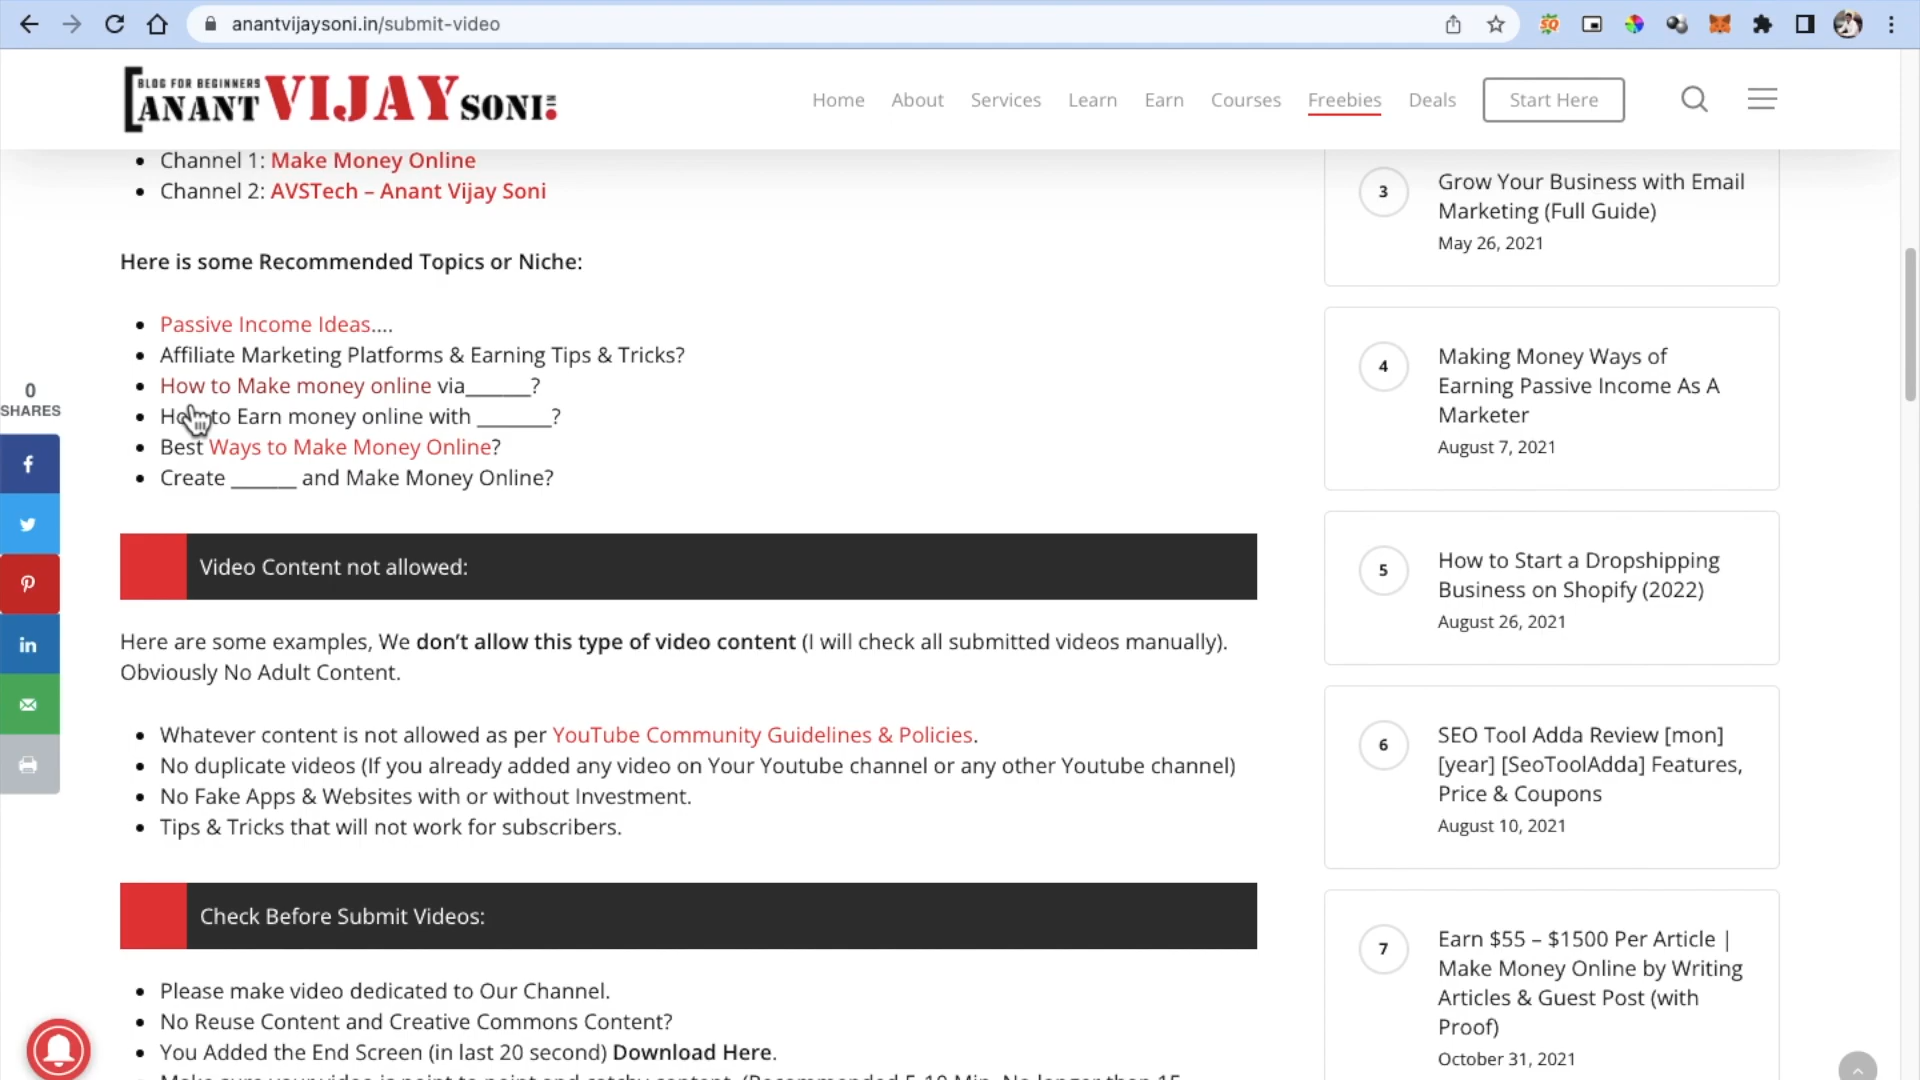 anantvijaysoni.in/submit-video
BLOG FOR BEGINNERS
ANANT VIJAY SONI
Home About Services Learn Earn Courses Freebies Deals Start Here
Channel 1: Make Money Online
Channel 2: AVSTech – Anant Vijay Soni
Here is some Recommended Topics or Niche:
Passive Income Ideas....
Affiliate Marketing Platforms & Earning Tips & Tricks?
How to Make money online via______?
How to Earn money online with _______?
Best Ways to Make Money Online?
Create ______ and Make Money Online?
0
SHARES
Video Content not allowed:
Here are some examples, We don’t allow this type of video content (I will check all submitted videos manually).
Obviously No Adult Content.
Whatever content is not allowed as per YouTube Community Guidelines & Policies.
No duplicate videos (If you already added any video on Your Youtube channel or any other Youtube channel)
No Fake Apps & Websites with or without Investment.
Tips & Tricks that will not work for subscribers.
Check Before Submit Videos:
Please make video dedicated to Our Channel.
No Reuse Content and Creative Commons Content?
You Added the End Screen (in last 20 second) Download Here.
3
Grow Your Business with Email
Marketing (Full Guide)
May 26, 2021
4
Making Money Ways of
Earning Passive Income As A
Marketer
August 7, 2021
5
How to Start a Dropshipping
Business on Shopify (2022)
August 26, 2021
6
SEO Tool Adda Review [mon]
[year] [SeoToolAdda] Features,
Price & Coupons
August 10, 2021
7
Earn $55 – $1500 Per Article |
Make Money Online by Writing
Articles & Guest Post (with
Proof)
October 31, 2021